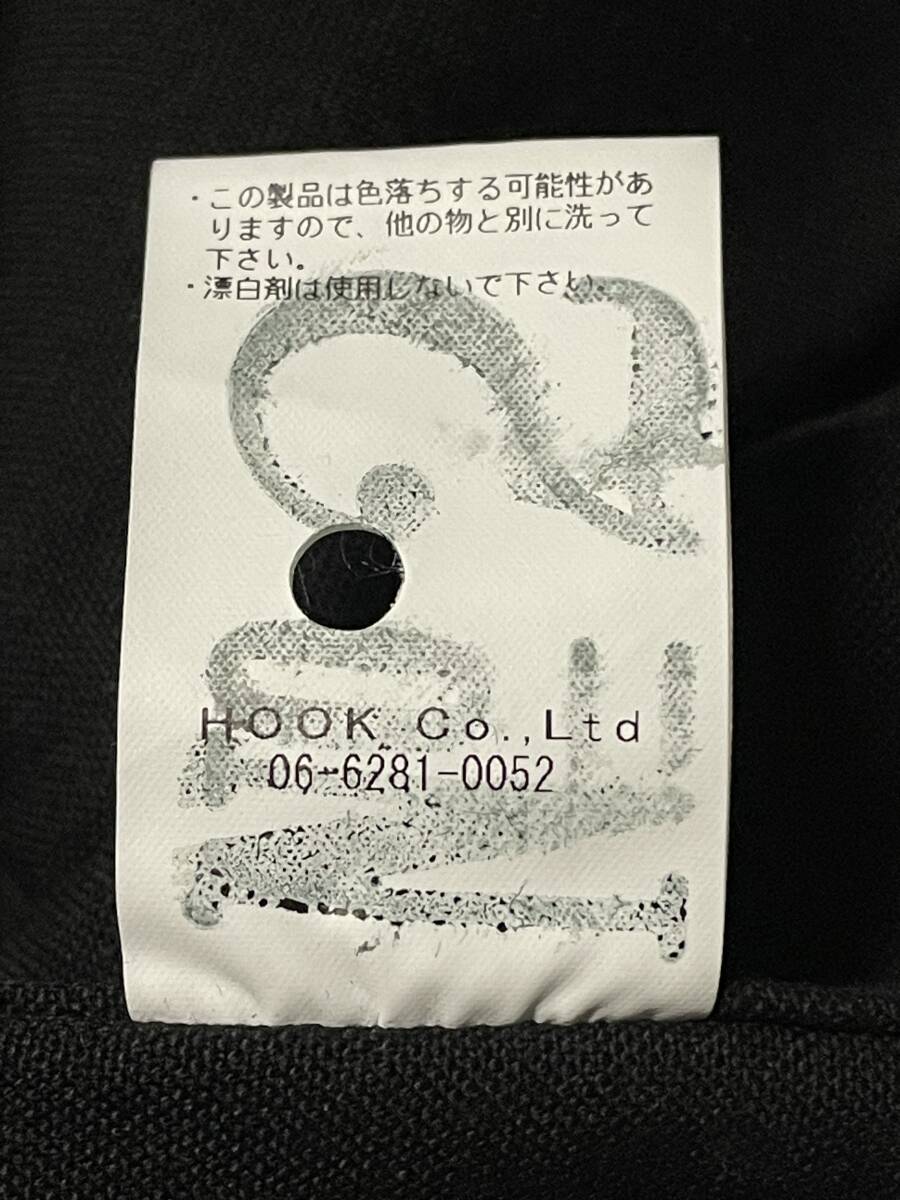 ・この製品は色落ちする可能性があ
りますので、他の物と別に洗って
下さい。
・漂白剤は使用しないで下さい。
HOOK Co.,Ltd
06-6281-0052